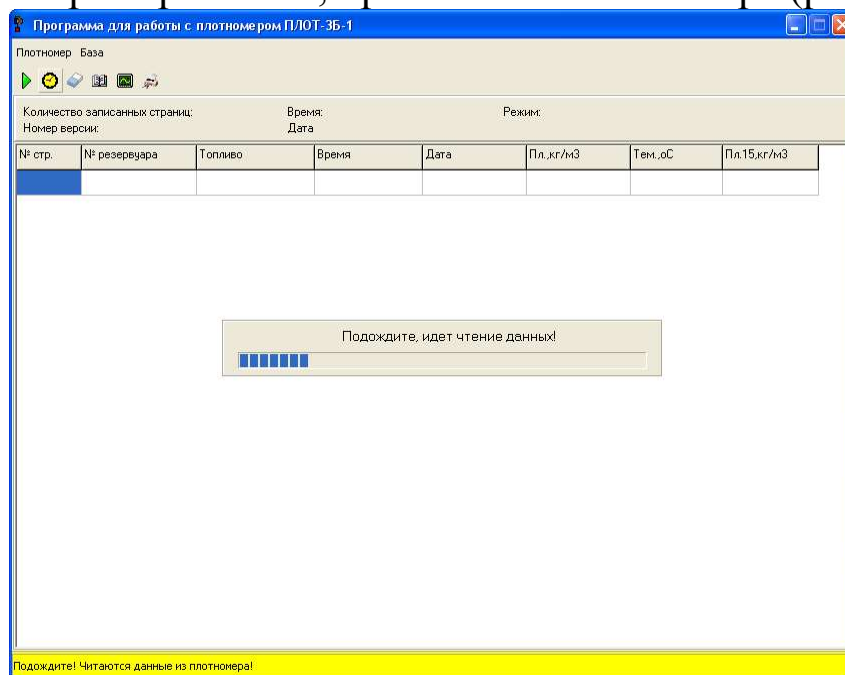 Программа для работы с плотномером ПЛОТ-3Б-1
Плотномер База
Количество записанных страниц: Время: Режим:
Номер версии: Дата
№ стр. № резервуара Топливо Время Дата Пл.,кг/м3 Тем.,оС Пл.15,кг/м3
Подождите, идет чтение данных!
Подождите! Читаются данные из плотномера!